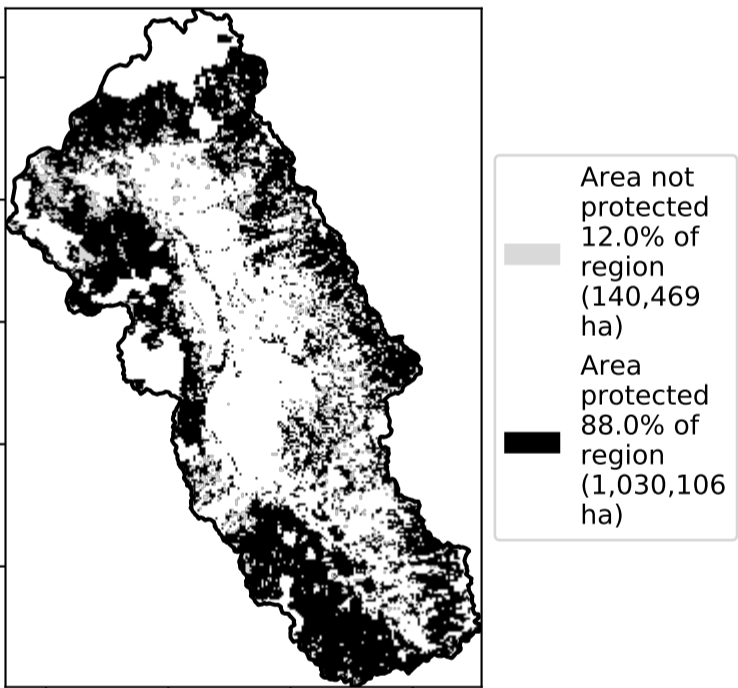 Area not
protected
12.0% of
region
(140,469
ha)
Area
protected
88.0% of
region
(1,030,106
ha)